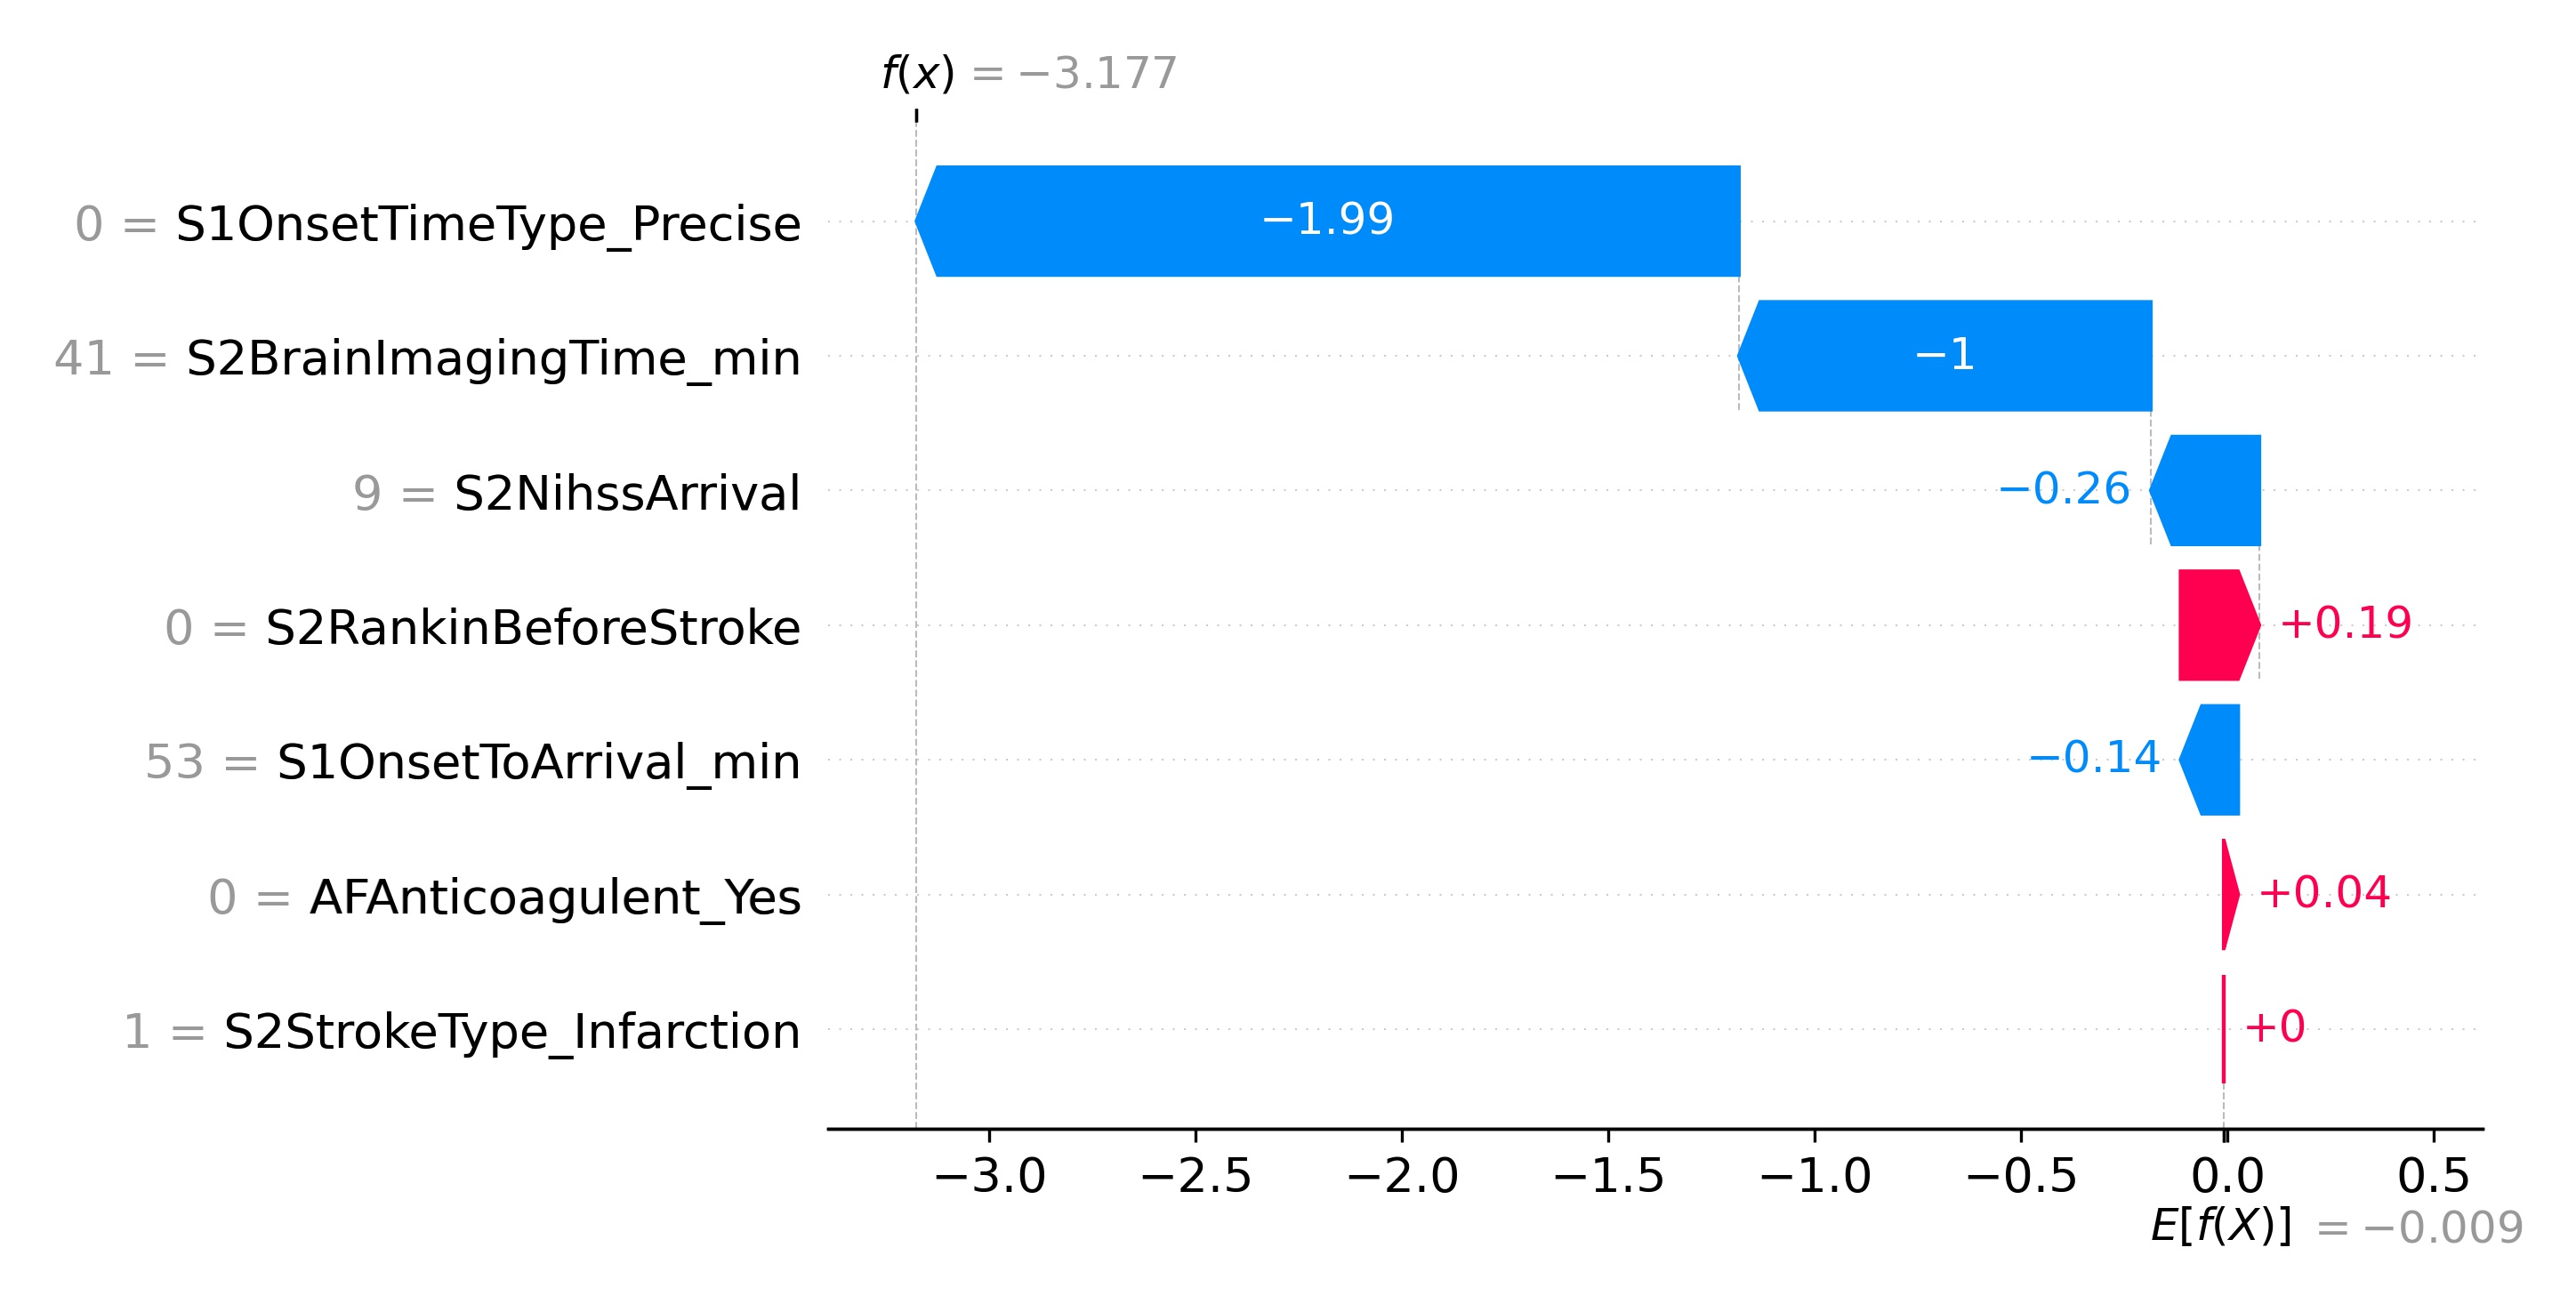 f(x) = −3.177
0 = S1OnsetTimeType_Precise −1.99
41 = S2BrainImagingTime_min −1
9 = S2NihssArrival −0.26
0 = S2RankinBeforeStroke +0.19
53 = S1OnsetToArrival_min −0.14
0 = AFAnticoagulent_Yes +0.04
1 = S2StrokeType_Infarction +0
−3.0 −2.5 −2.0 −1.5 −1.0 −0.5 0.0 0.5
E[f(X)] = −0.009